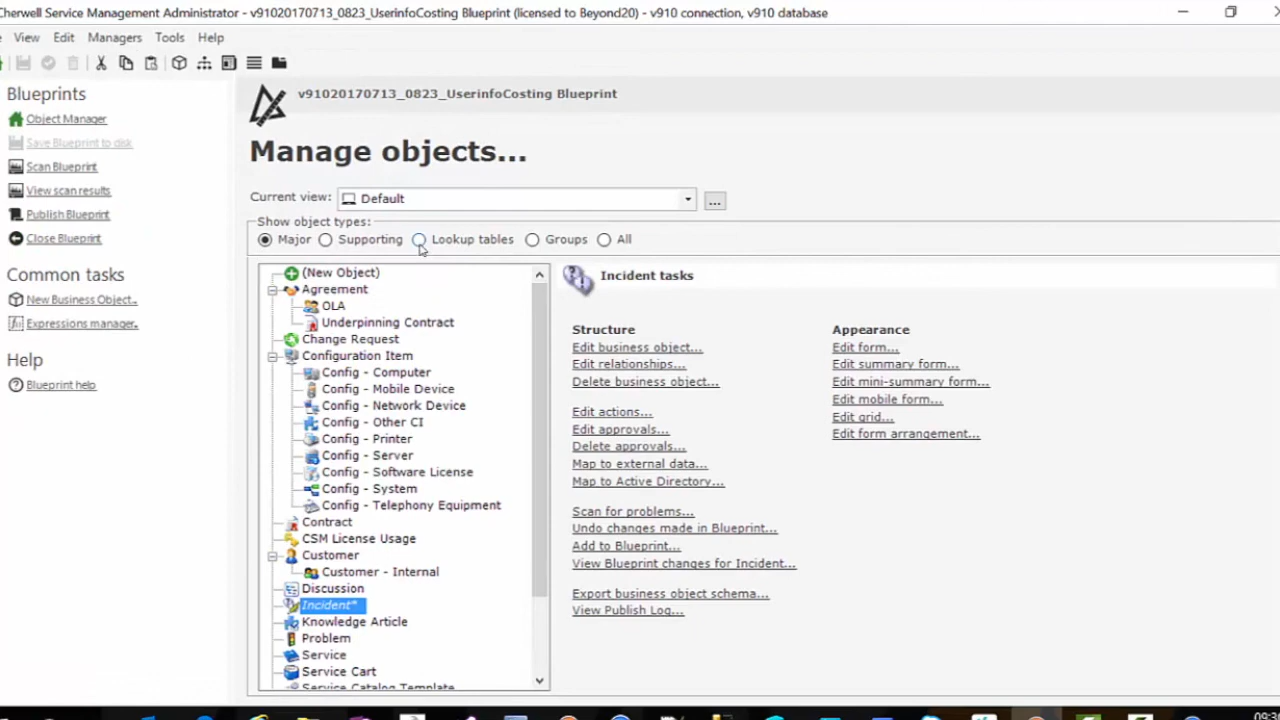 Cherwell Service Management Administrator - v91020170713_0823_UserinfoCosting Blueprint (licensed to Beyond20) - v910 connection, v910 database
View Edit Managers Tools Help
Blueprints
Object Manager
Save Blueprint to disk
Scan Blueprint
View scan results
Publish Blueprint
Close Blueprint
Common tasks
New Business Object...
Expressions manager...
Help
Blueprint help
v91020170713_0823_UserinfoCosting Blueprint
Manage objects...
Current view: Default ...
Show object types:
Major Supporting Lookup tables Groups All
(New Object)
Agreement
OLA
Underpinning Contract
Change Request
Configuration Item
Config - Computer
Config - Mobile Device
Config - Network Device
Config - Other CI
Config - Printer
Config - Server
Config - Software License
Config - System
Config - Telephony Equipment
Contract
CSM License Usage
Customer
Customer - Internal
Discussion
Incident*
Knowledge Article
Problem
Service
Service Cart
Service Catalog Template
Incident tasks
Structure
Edit business object...
Edit relationships...
Delete business object...
Edit actions...
Edit approvals...
Delete approvals...
Map to external data...
Map to Active Directory...
Scan for problems...
Undo changes made in Blueprint...
Add to Blueprint...
View Blueprint changes for Incident...
Export business object schema...
View Publish Log...
Appearance
Edit form...
Edit summary form...
Edit mini-summary form...
Edit mobile form...
Edit grid...
Edit form arrangement...